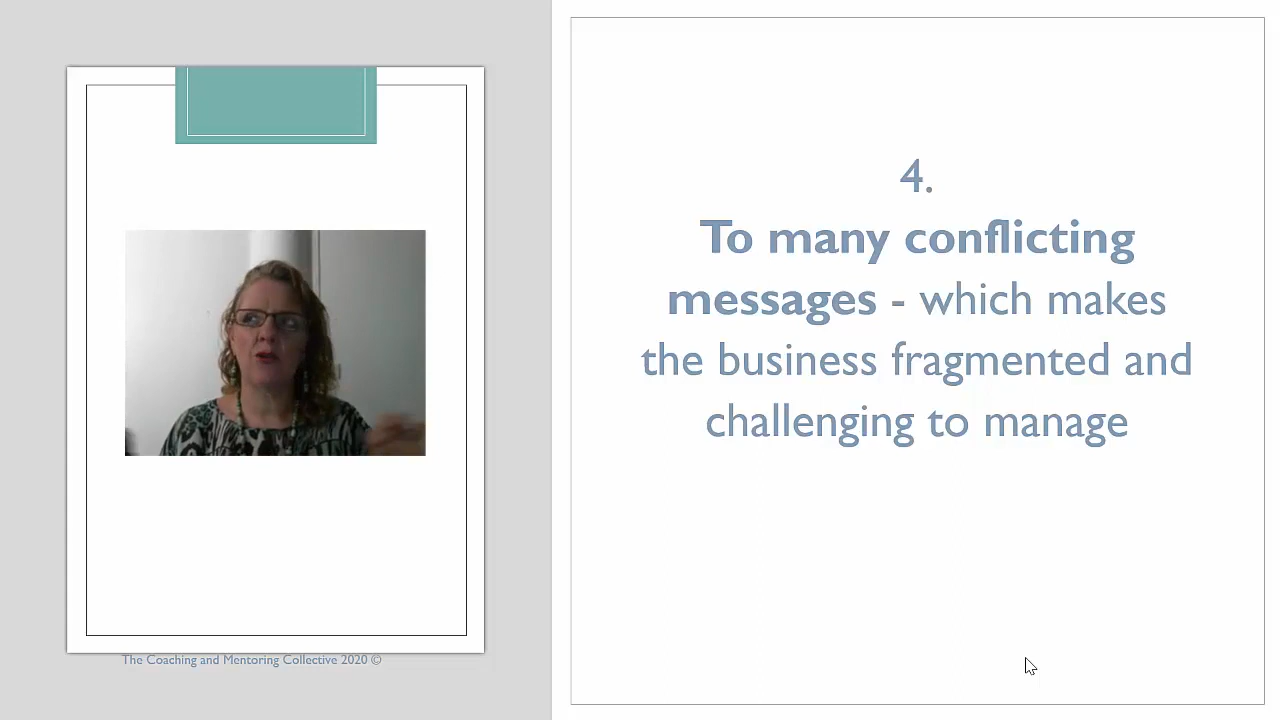 4.
To many conflicting
messages - which makes
the business fragmented and
challenging to manage
The Coaching and Mentoring Collective 2020 ©